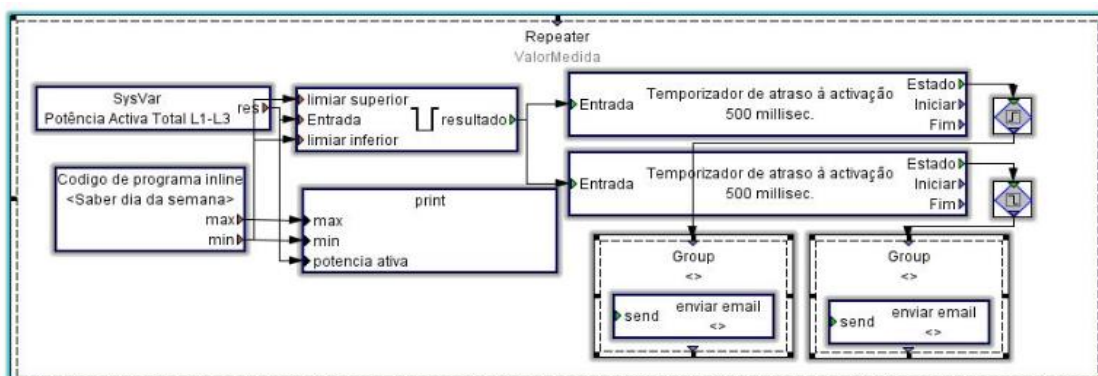 Repeater
ValorMedida
SysVar
res
Potência Activa Total L1-L3
Codigo de programa inline
<Saber dia da semana>
max
min
limiar superior
Entrada
limiar inferior
resultado
print
max
min
potencia ativa
Entrada
Temporizador de atraso à activação
500 millisec.
Estado
Iniciar
Fim
Entrada
Temporizador de atraso à activação
500 millisec.
Estado
Iniciar
Fim
Group
<>
send
enviar email
<>
Group
<>
send
enviar email
<>